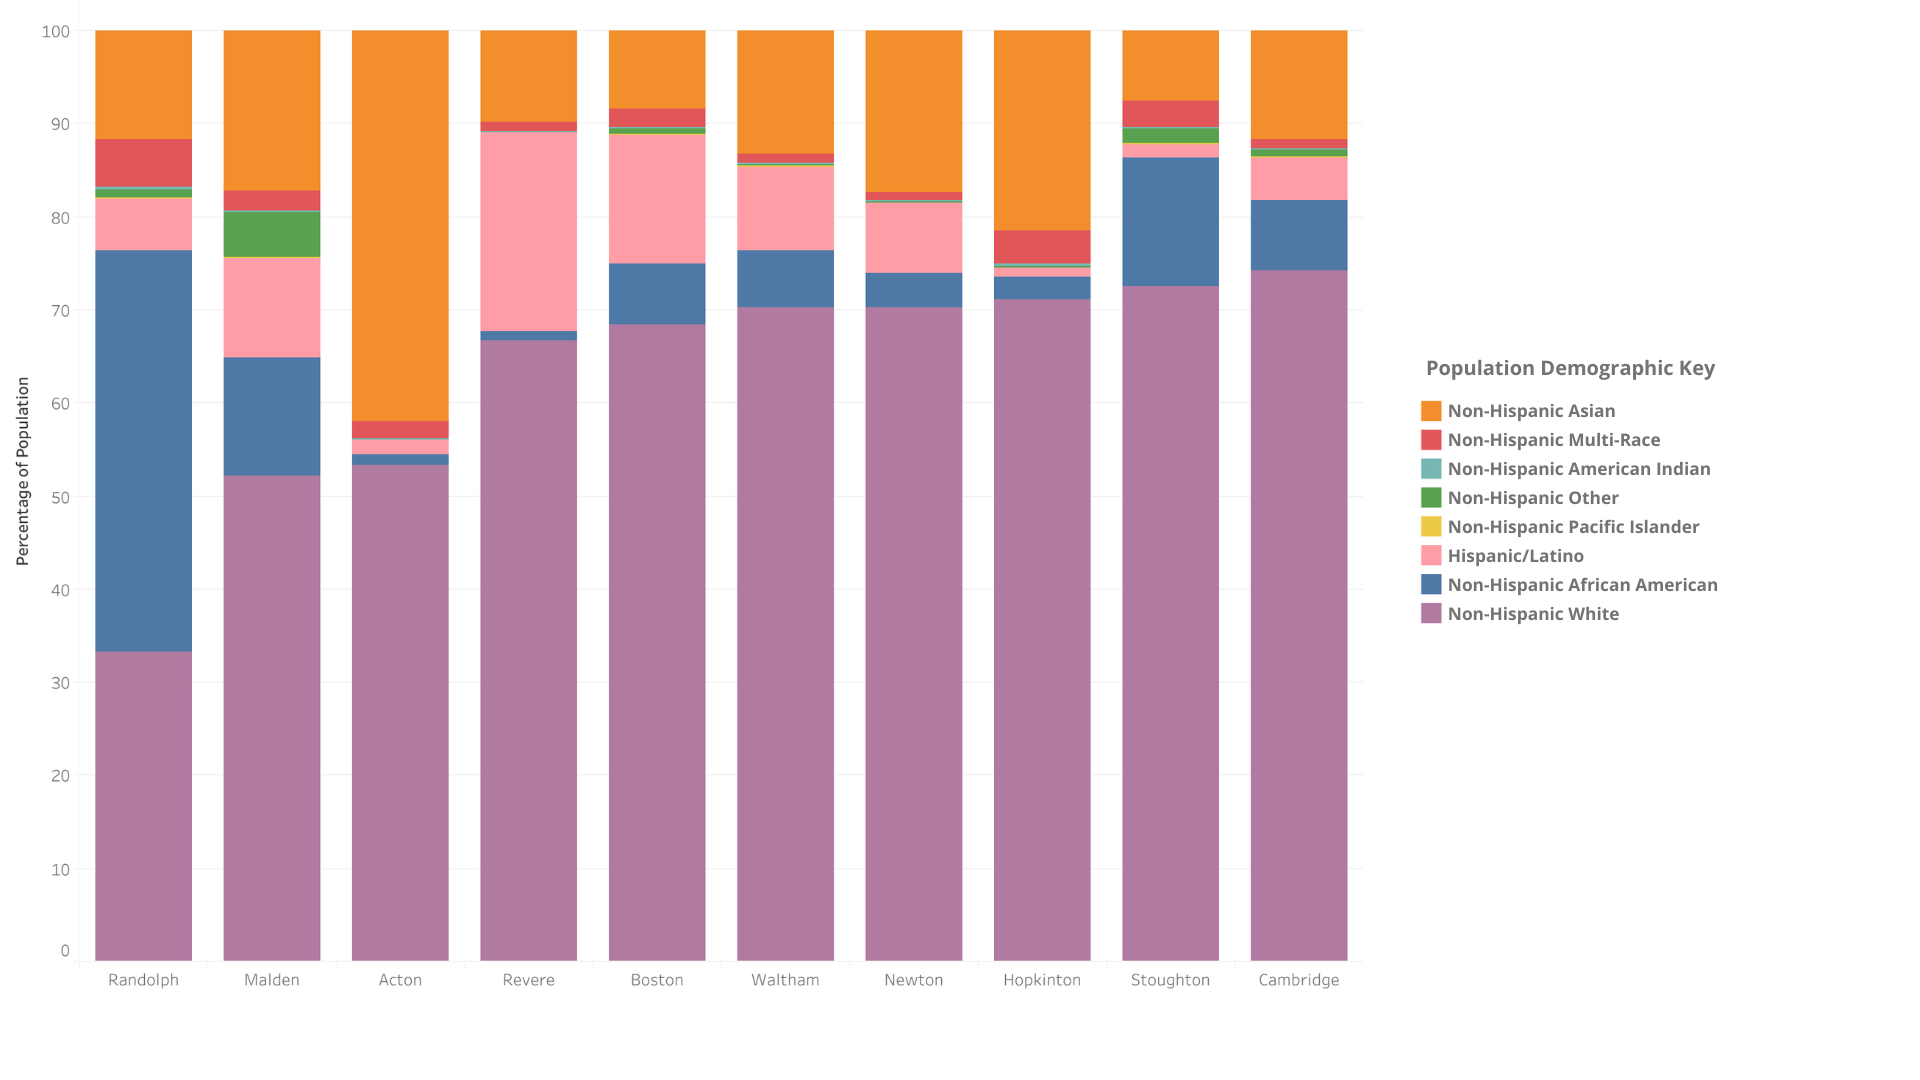 100
90
80
70
60
50
40
30
20
10
0
Percentage of Population
Randolph Malden Acton Revere Boston Waltham Newton Hopkinton Stoughton Cambridge
Population Demographic Key
Non-Hispanic Asian
Non-Hispanic Multi-Race
Non-Hispanic American Indian
Non-Hispanic Other
Non-Hispanic Pacific Islander
Hispanic/Latino
Non-Hispanic African American
Non-Hispanic White